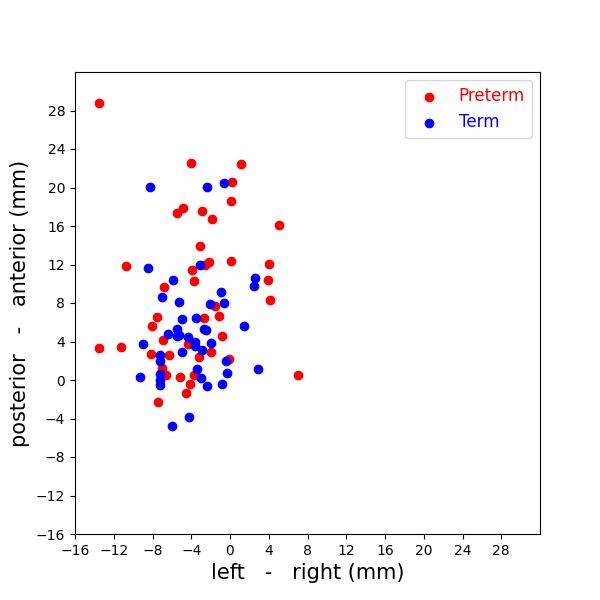 Preterm
Term
28
24
20
16
12
8
4
0
−4
−8
−12
−16
−16 −12 −8 −4 0 4 8 12 16 20 24 28
posterior - anterior (mm)
left - right (mm)